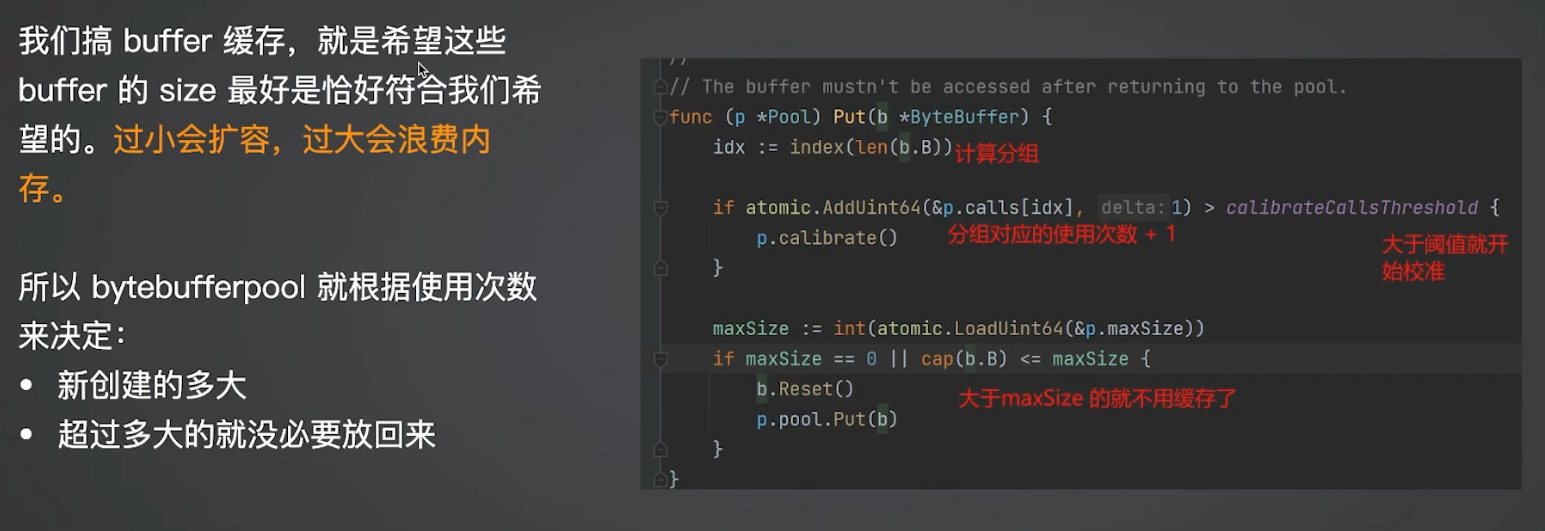 我们搞 buffer 缓存，就是希望这些
buffer 的 size 最好是恰好符合我们希
望的。过小会扩容，过大会浪费内
存。
所以 bytebufferpool 就根据使用次数
来决定：
• 新创建的多大
• 超过多大的就没必要放回来
//
// The buffer mustn't be accessed after returning to the pool.
func (p *Pool) Put(b *ByteBuffer) {
idx := index(len(b.B)) 计算分组
if atomic.AddUint64(&p.calls[idx], delta: 1) > calibrateCallsThreshold {
p.calibrate() 分组对应的使用次数 + 1
大于阈值就开
始校准
}
maxSize := int(atomic.LoadUint64(&p.maxSize))
if maxSize == 0 || cap(b.B) <= maxSize {
b.Reset() 大于maxSize 的就不用缓存了
p.pool.Put(b)
}
}